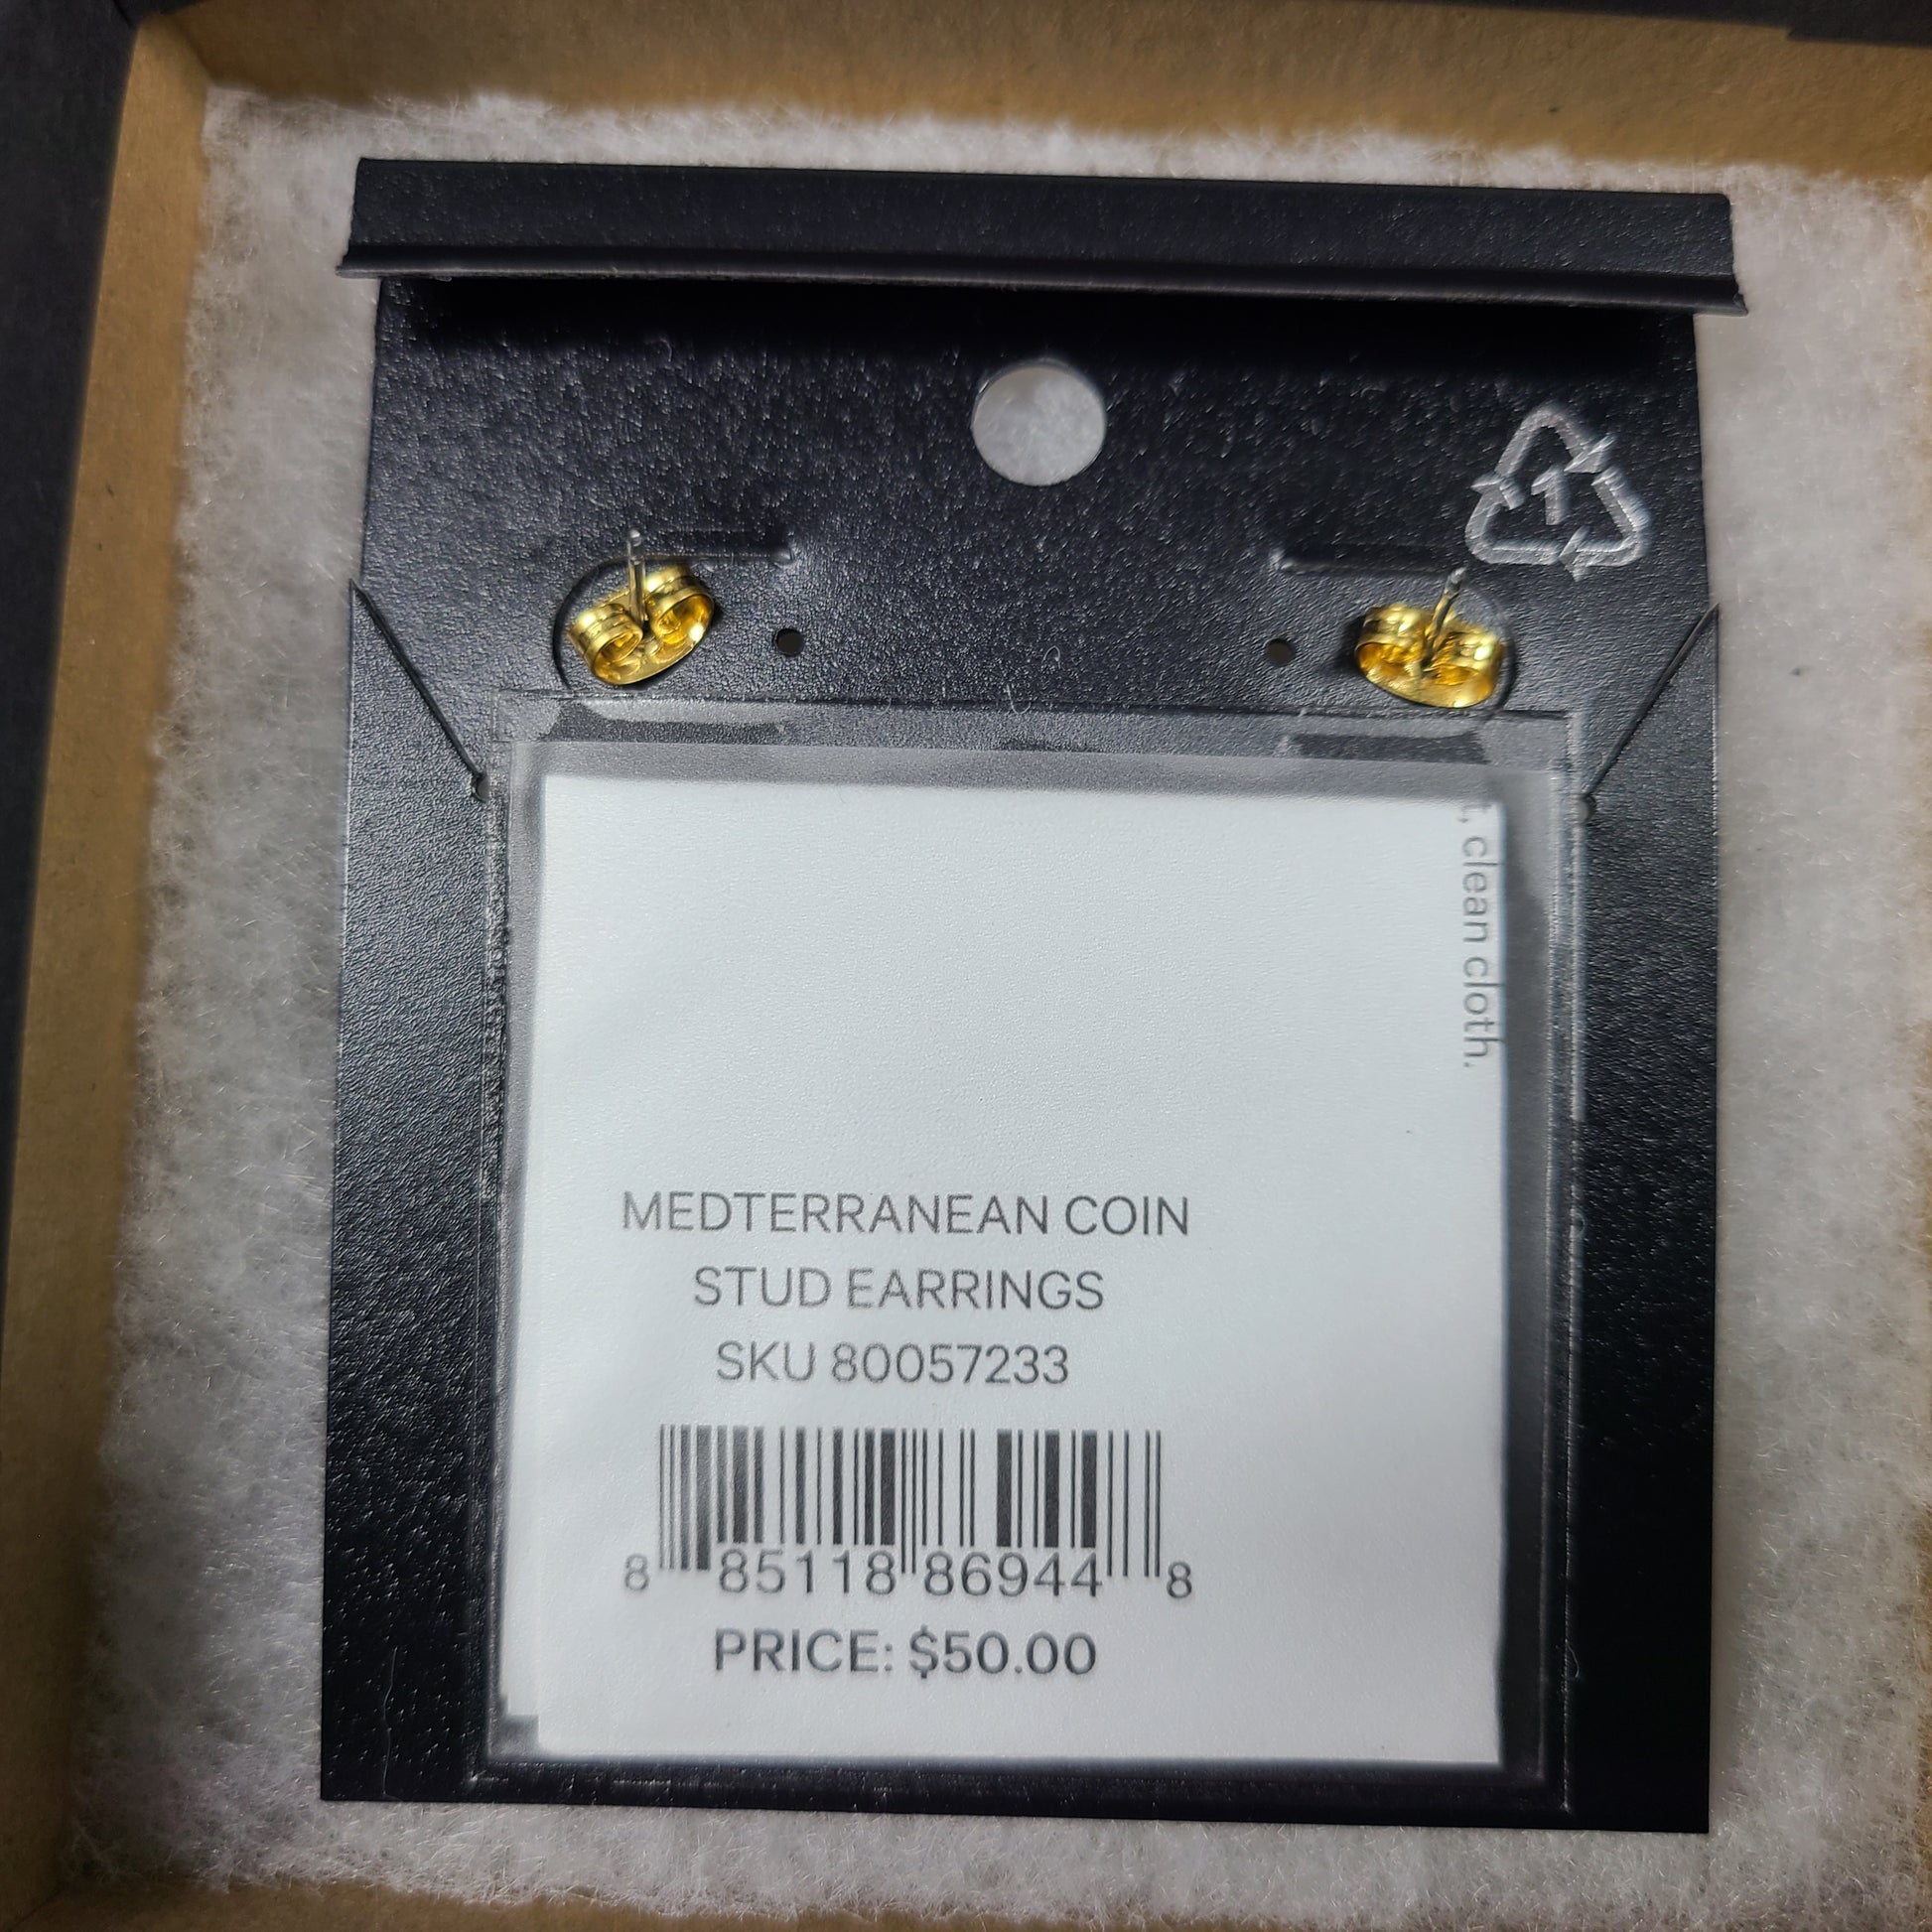 1
, clean cloth.
MEDTERRANEAN COIN
STUD EARRINGS
SKU 80057233
8 85118 86944 8
PRICE: $50.00